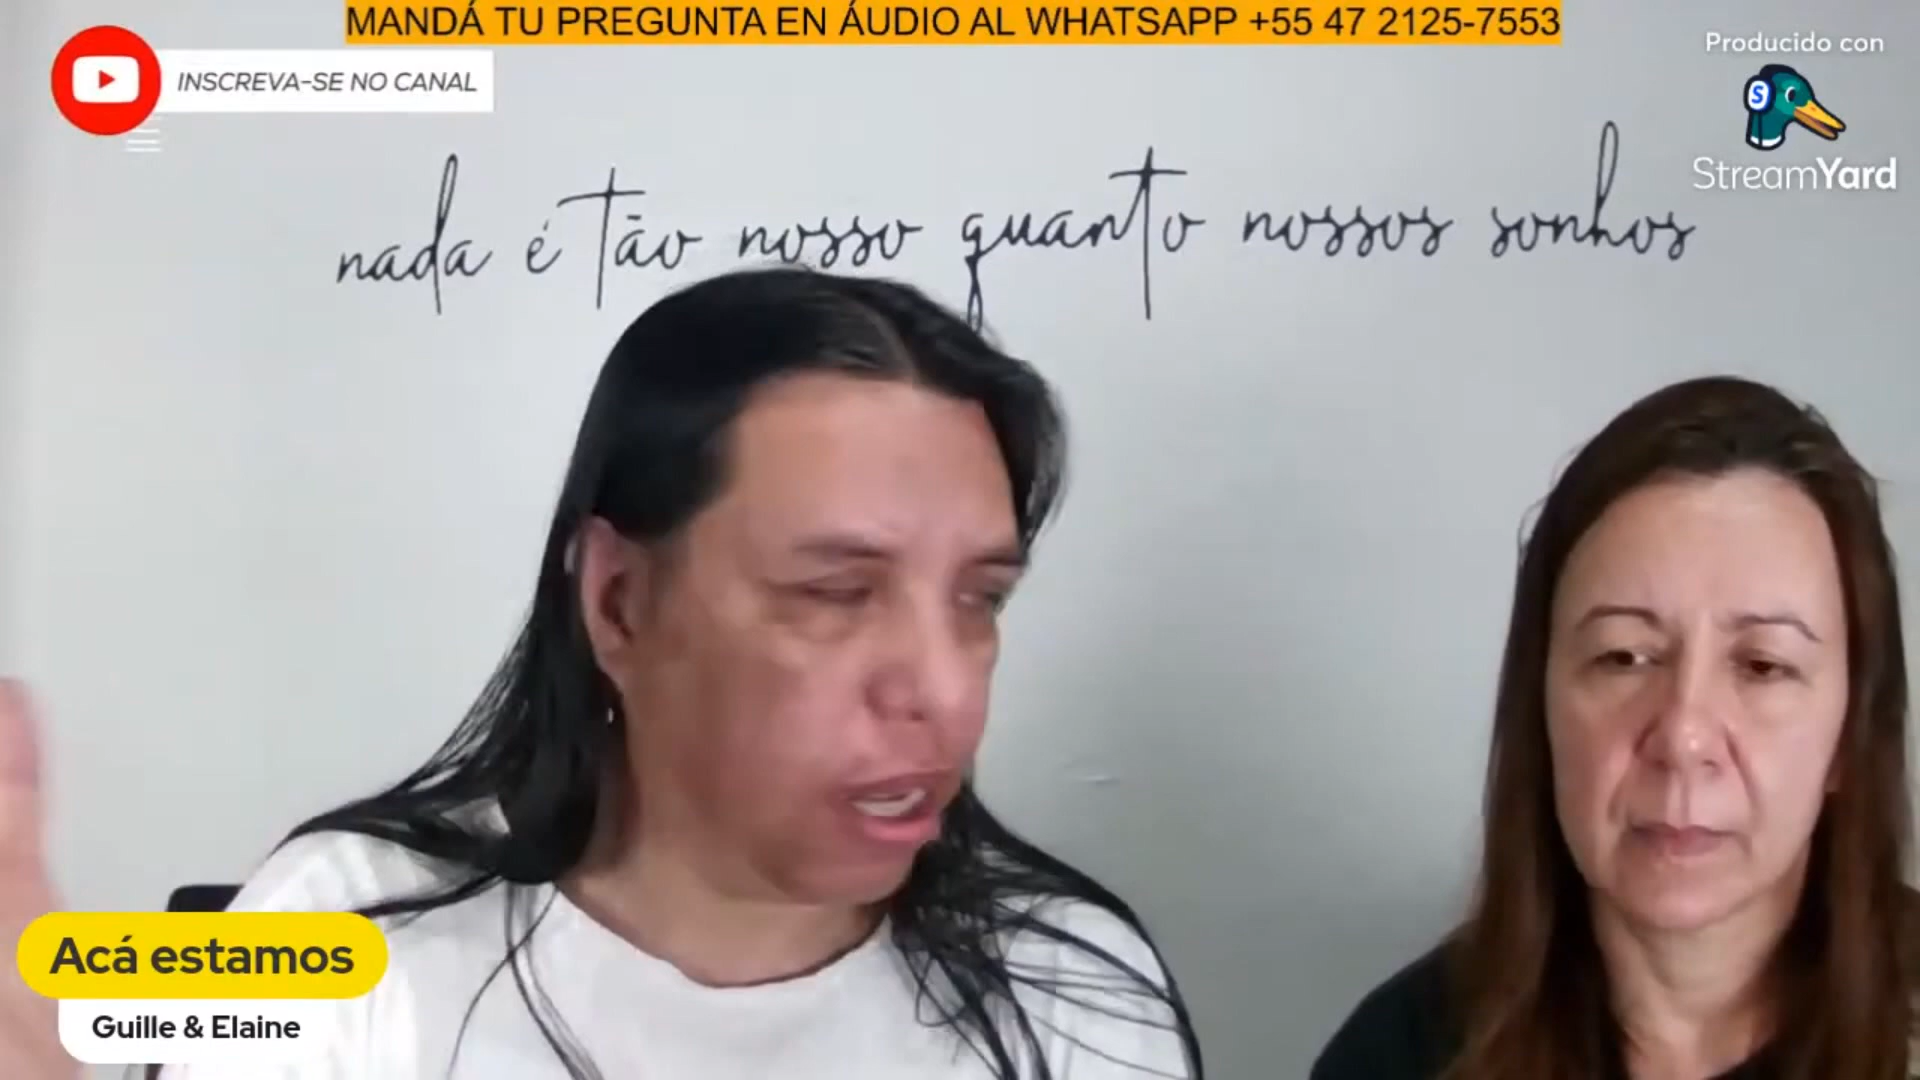 MANDÁ TU PREGUNTA EN ÁUDIO AL WHATSAPP +55 47 2125-7553
Producido con
INSCREVA-SE NO CANAL
S
StreamYard
nada é tão nosso quanto nossos sonhos
Acá estamos
Guille & Elaine